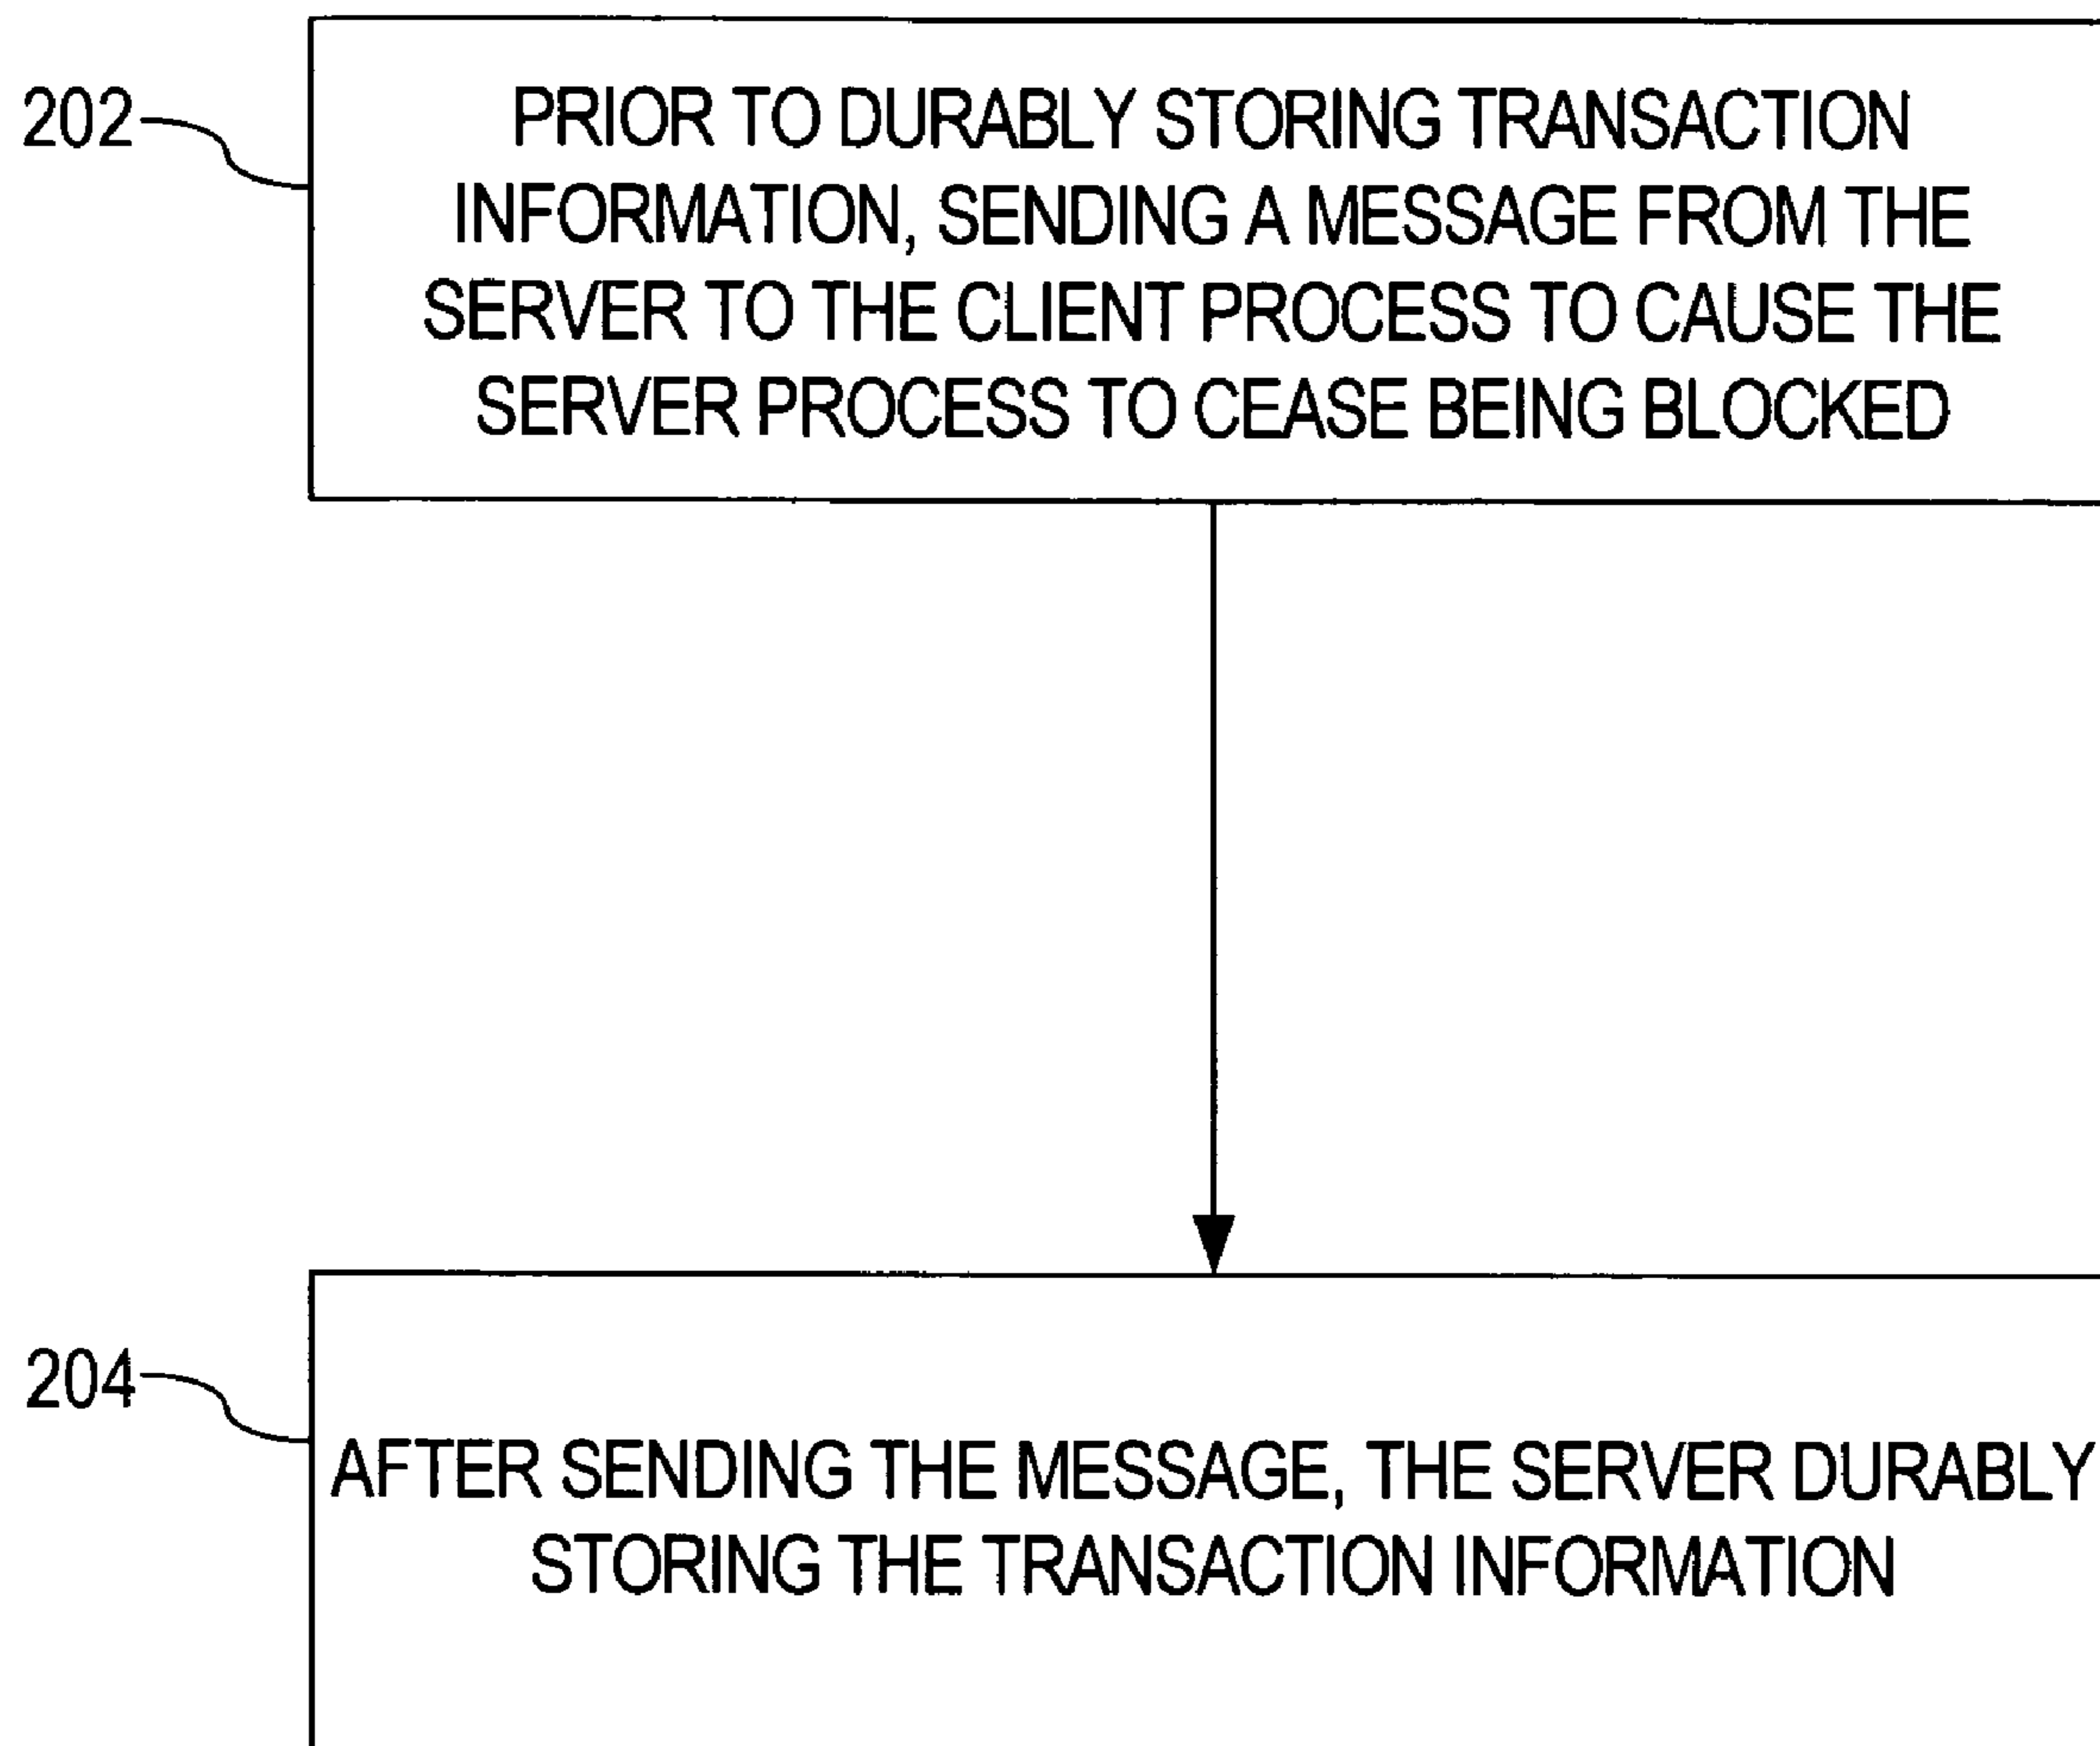 202
PRIOR TO DURABLY STORING TRANSACTION
INFORMATION, SENDING A MESSAGE FROM THE
SERVER TO THE CLIENT PROCESS TO CAUSE THE
SERVER PROCESS TO CEASE BEING BLOCKED
204
AFTER SENDING THE MESSAGE, THE SERVER DURABLY
STORING THE TRANSACTION INFORMATION